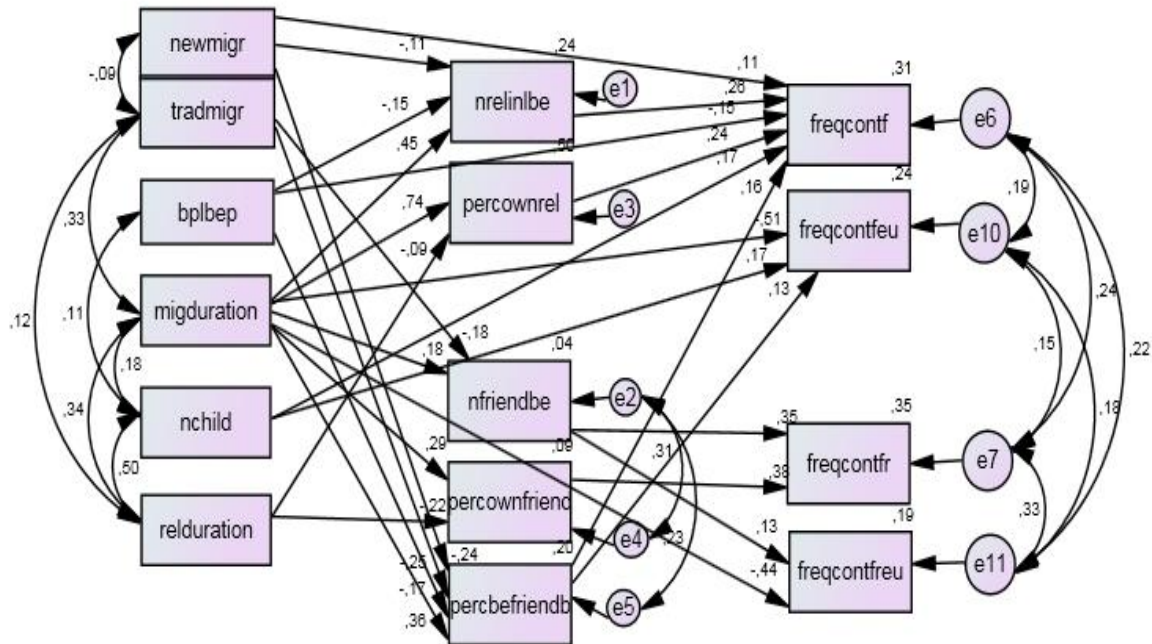 newmigr
tradmigr
bplbep
migduration
nchild
relduration
-,09
,33
,12
,11
,18
,34
,50
-,11
,24
-,15
,45
,74
-,09
nrelinlbe
e1
,50
percownrel
e3
-,18
,18
,04
nfriendbe
e2
,09
,29
-,22
percownfriend
e4
,20
-,24
-,25
-,17
,36
percbefriendb
e5
,23
,11
,26
-,15
,24
,17
,16
,31
freqcontf
e6
,24
-,51
,17
,13
freqcontfeu
e10
,19
,31
,35
,38
,35
freqcontfr
e7
,13
-,44
,19
freqcontfreu
e11
,24
,15
,22
,18
,33